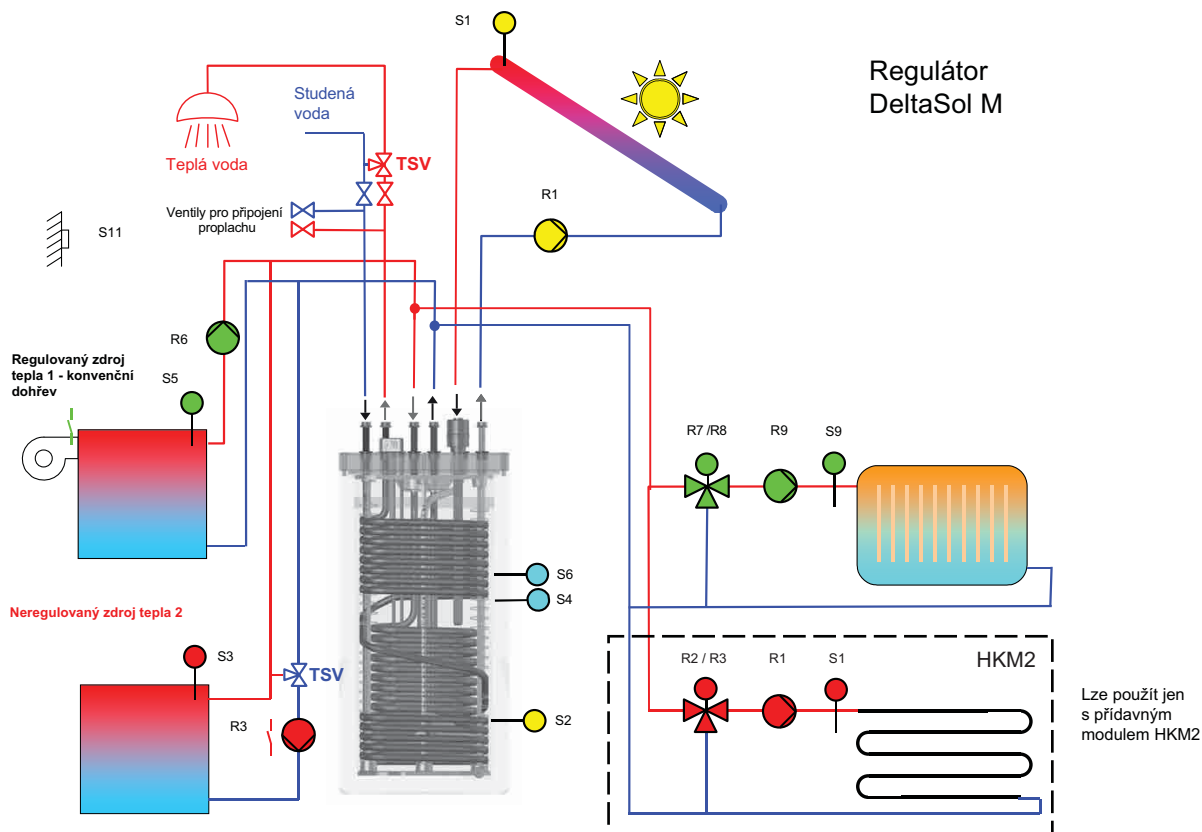 S1
Regulátor
DeltaSol M
Studená
voda
Teplá voda
TSV
R1
Ventily pro připojení
proplachu
S11
R6
Regulovaný zdroj
tepla 1 - konvenční
dohřev
S5
R7 /R8
R9
S9
S6
S4
Neregulovaný zdroj tepla 2
S3
TSV
R3
S2
R2 / R3
R1
S1
HKM2
Lze použít jen
s přídavným
modulem HKM2